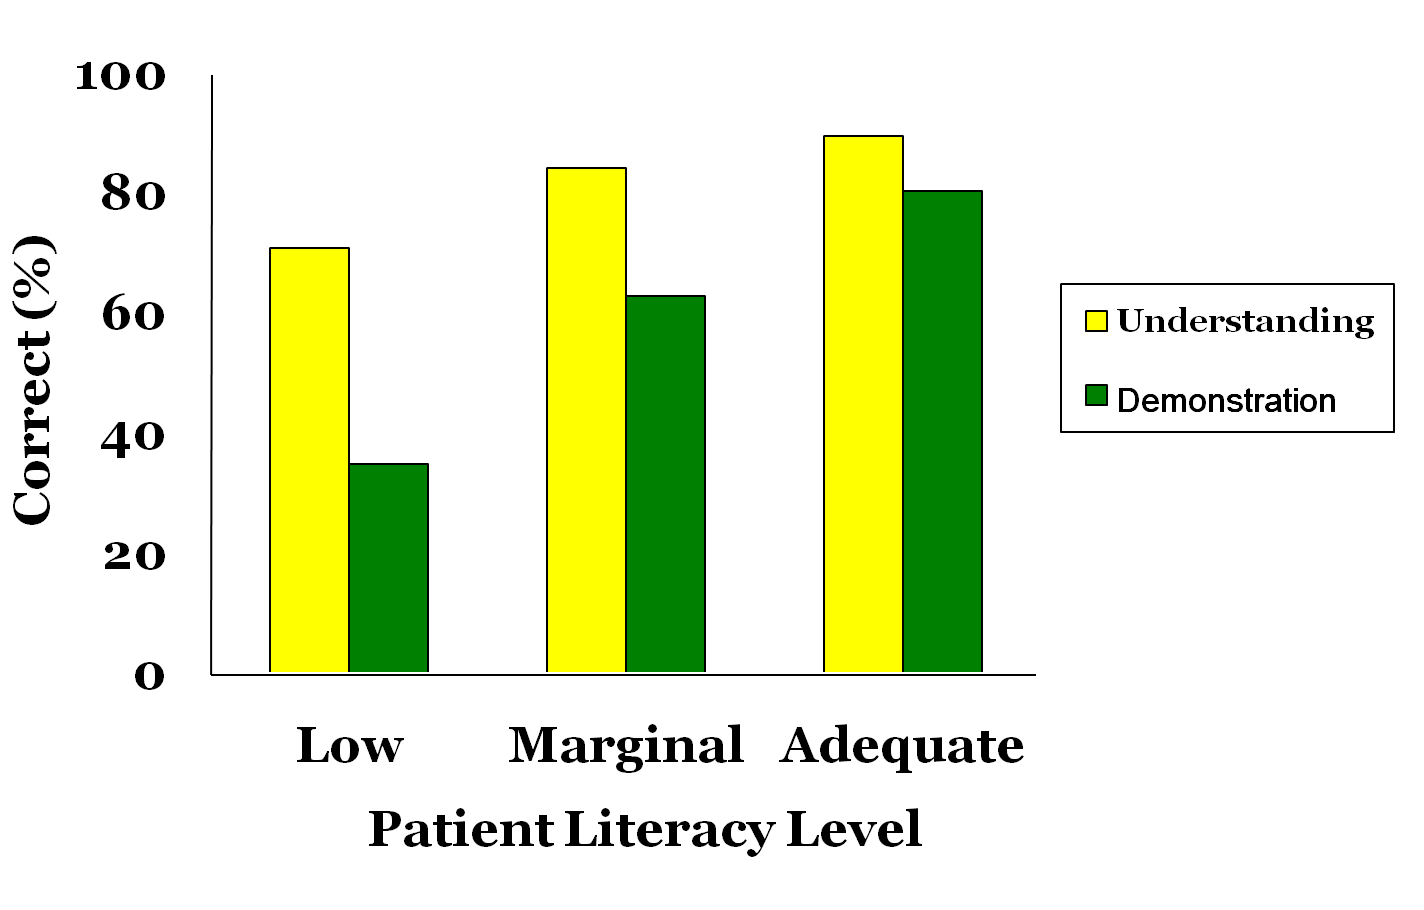 100
80
60
40
20
0
Correct (%)
Low Marginal Adequate
Patient Literacy Level
Understanding
Demonstration